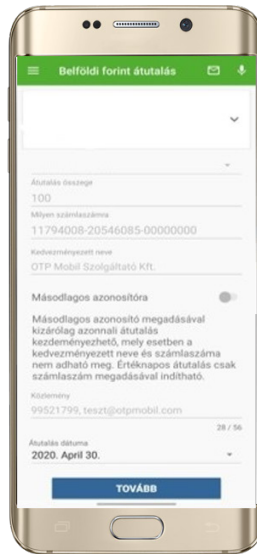 Belföldi forint átutalás
Átutalás összege
100
Milyen számlaszámra
11794008-20546085-00000000
Kedvezményezett neve
OTP Mobil Szolgáltató Kft.
Másodlagos azonosítóra
Másodlagos azonosító megadásával
kizárólag azonnali átutalás
kezdeményezhető, mely esetben a
kedvezményezett neve és számlaszáma
nem adható meg. Értéknapos átutalás csak
számlaszám megadásával indítható.
Közlemény
99521799, teszt@otpmobil.com
28 / 56
Átutalás dátuma
2020. April 30.
TOVÁBB